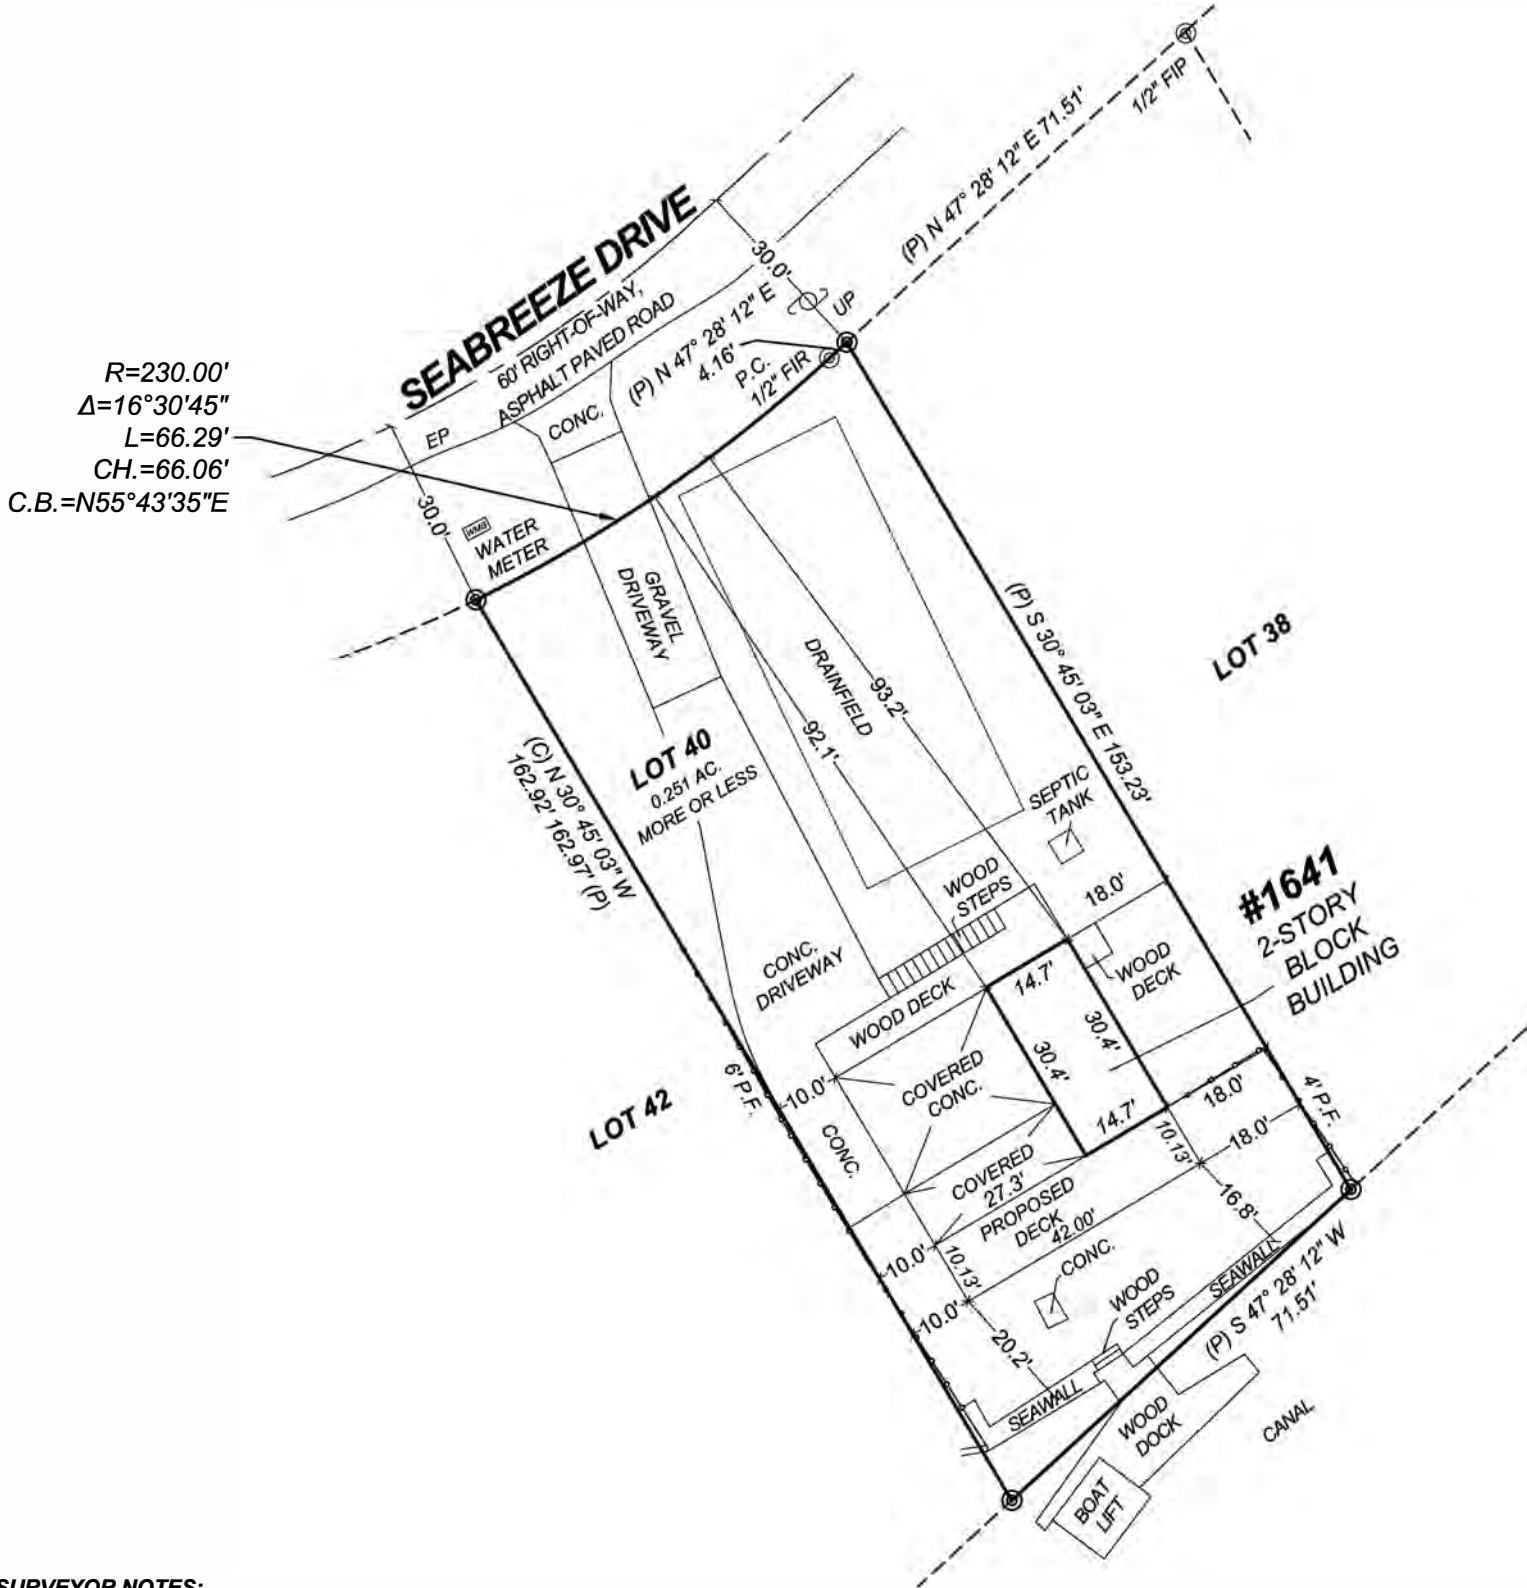 1/2" FIP
(P) N 47° 28' 12" E 71.51'
SEABREEZE DRIVE
60' RIGHT-OF-WAY,
ASPHALT PAVED ROAD
30.0'
UP
(P) N 47° 28' 12" E
4.16'
P.C.
1/2" FIR
R=230.00'
Δ=16°30'45"
L=66.29'
CH.=66.06'
C.B.=N55°43'35"E
EP
CONC.
30.0'
WMB
WATER
METER
GRAVEL
DRIVEWAY
DRAINFIELD
93.2'
92.1'
(P) S 30° 45' 03" E 153.23'
LOT 38
LOT 40
0.251 AC.
MORE OR LESS
(C) N 30° 45' 03" W
162.92' 162.97' (P)
SEPTIC
TANK
WOOD
STEPS
18.0'
#1641
2-STORY
BLOCK
BUILDING
CONC.
DRIVEWAY
WOOD DECK
14.7'
WOOD
DECK
30.4'
30.4'
COVERED
CONC.
6' P.F.
10.0'
LOT 42
CONC.
14.7'
18.0'
4' P.F.
10.13'
18.0'
COVERED
27.3'
PROPOSED
DECK
42.00'
16.8'
10.0'
10.13'
CONC.
10.0'
20.2'
WOOD
STEPS
SEAWALL
(P) S 47° 28' 12" W
71.51'
SEAWALL
WOOD
DOCK
CANAL
BOAT
LIFT
SURVEYOR NOTES: